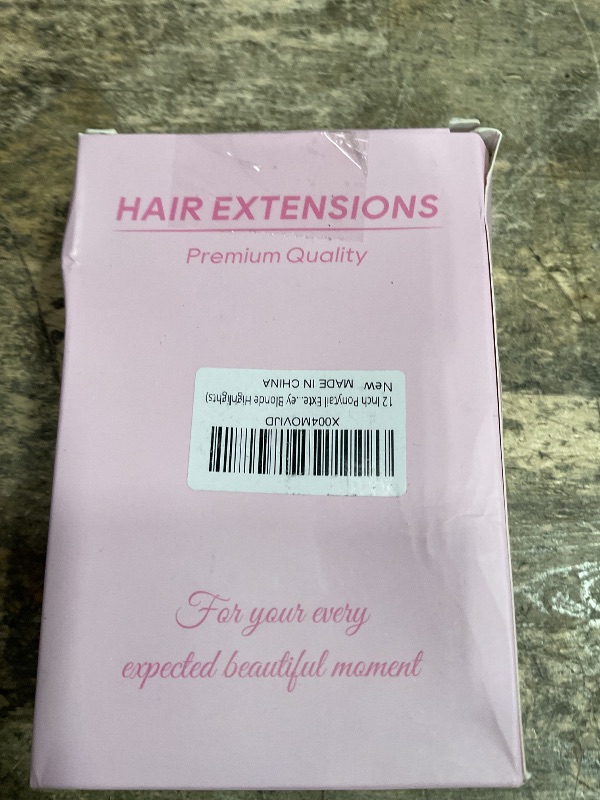 HAIR EXTENSIONS
Premium Quality
X004MOVIJD
12 Inch Ponytail Exte...ey Blonde Highlights)
New
MADE IN CHINA
For your every
expected beautiful moment